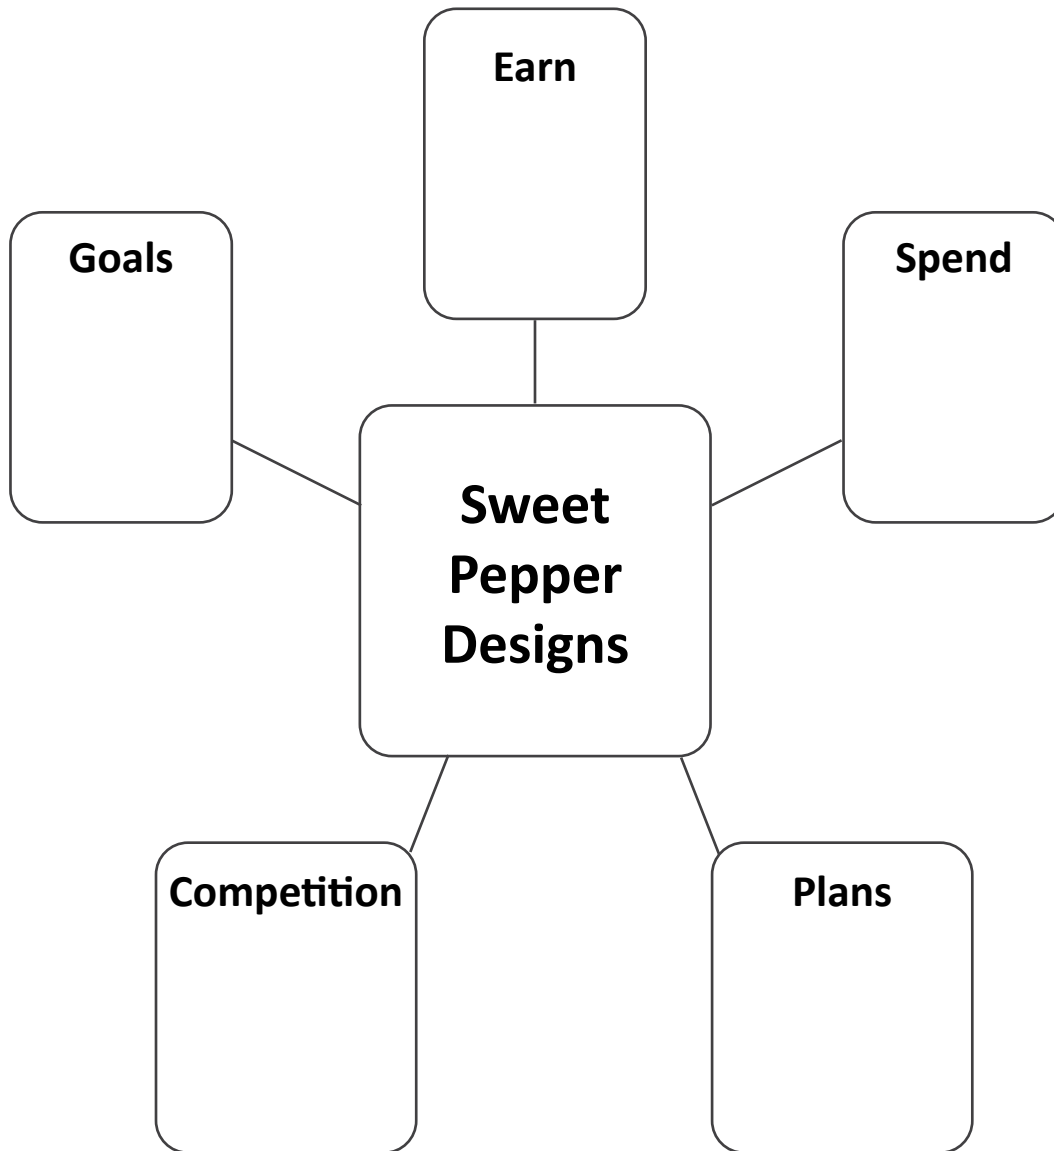 Earn
Goals
Spend
Sweet
Pepper
Designs
Competition
Plans